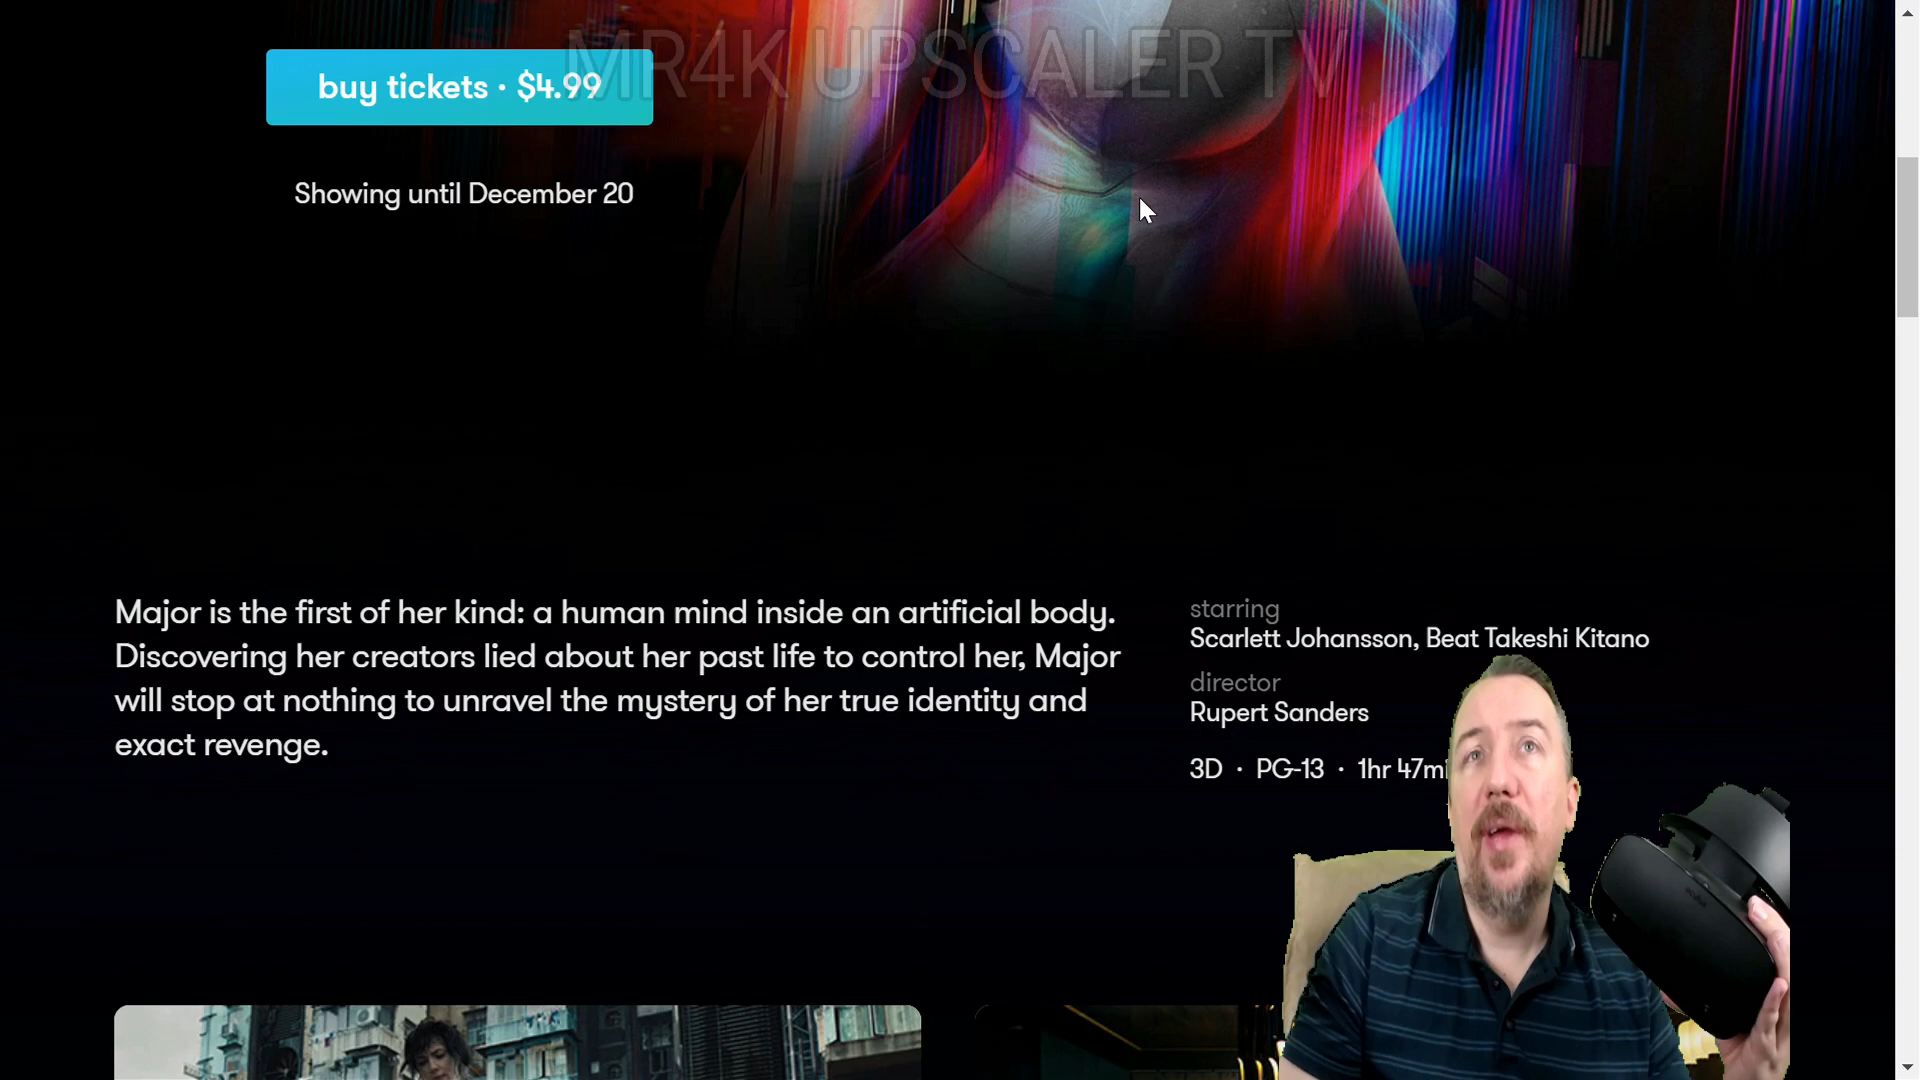 MR4K UPSCALER TV
buy tickets · $4.99
Showing until December 20
Major is the first of her kind: a human mind inside an artificial body.
Discovering her creators lied about her past life to control her, Major
will stop at nothing to unravel the mystery of her true identity and
exact revenge.
starring
Scarlett Johansson, Beat Takeshi Kitano
director
Rupert Sanders
3D · PG-13 · 1hr 47mi